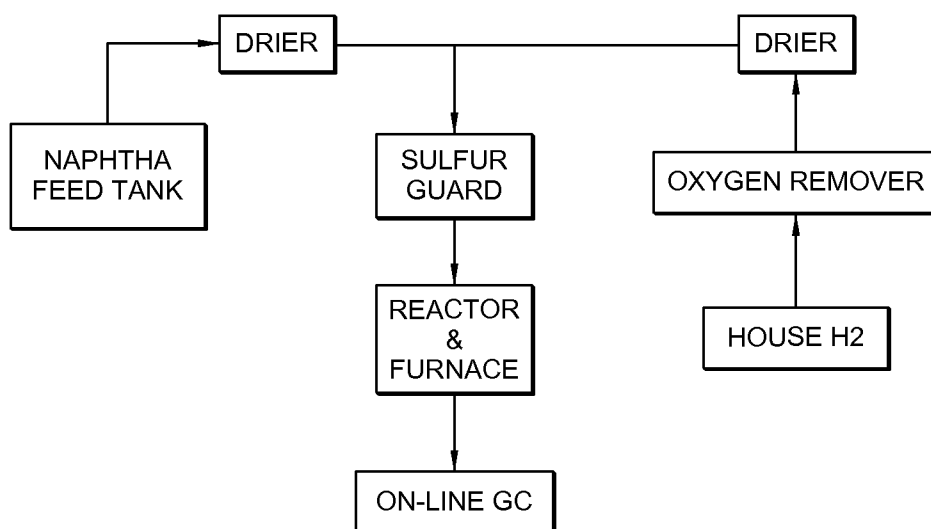 DRIER
DRIER
NAPHTHA
FEED TANK
SULFUR
GUARD
OXYGEN REMOVER
REACTOR
&
FURNACE
HOUSE H2
ON-LINE GC